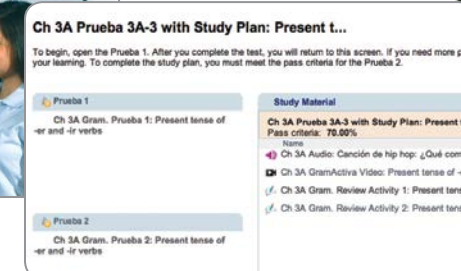 Ch 3A Prueba 3A-3 with Study Plan: Present t...
To begin, open the Prueba 1. After you complete the test, you will return to this screen. If you need more
your learning. To complete the study plan, you must meet the pass criteria for the Prueba 2.
Prueba 1
Ch 3A Gram. Prueba 1: Present tense of
-er and -ir verbs
Prueba 2
Ch 3A Gram. Prueba 2: Present tense of
-er and -ir verbs
Study Material
Ch 3A Prueba 3A-3 with Study Plan: Present
Pass criteria: 70.00%
Name
Ch 3A Audio: Canción de hip hop: ¿Qué
Ch 3A GramActiva Video: Present tense of
Ch 3A Gram. Review Activity 1: Present
Ch 3A Gram. Review Activity 2: Present